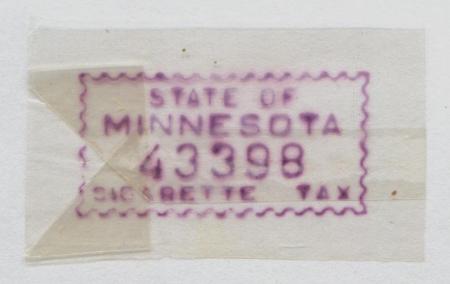 STATE OF
MINNESOTA
43398
CIGARETTE TAX